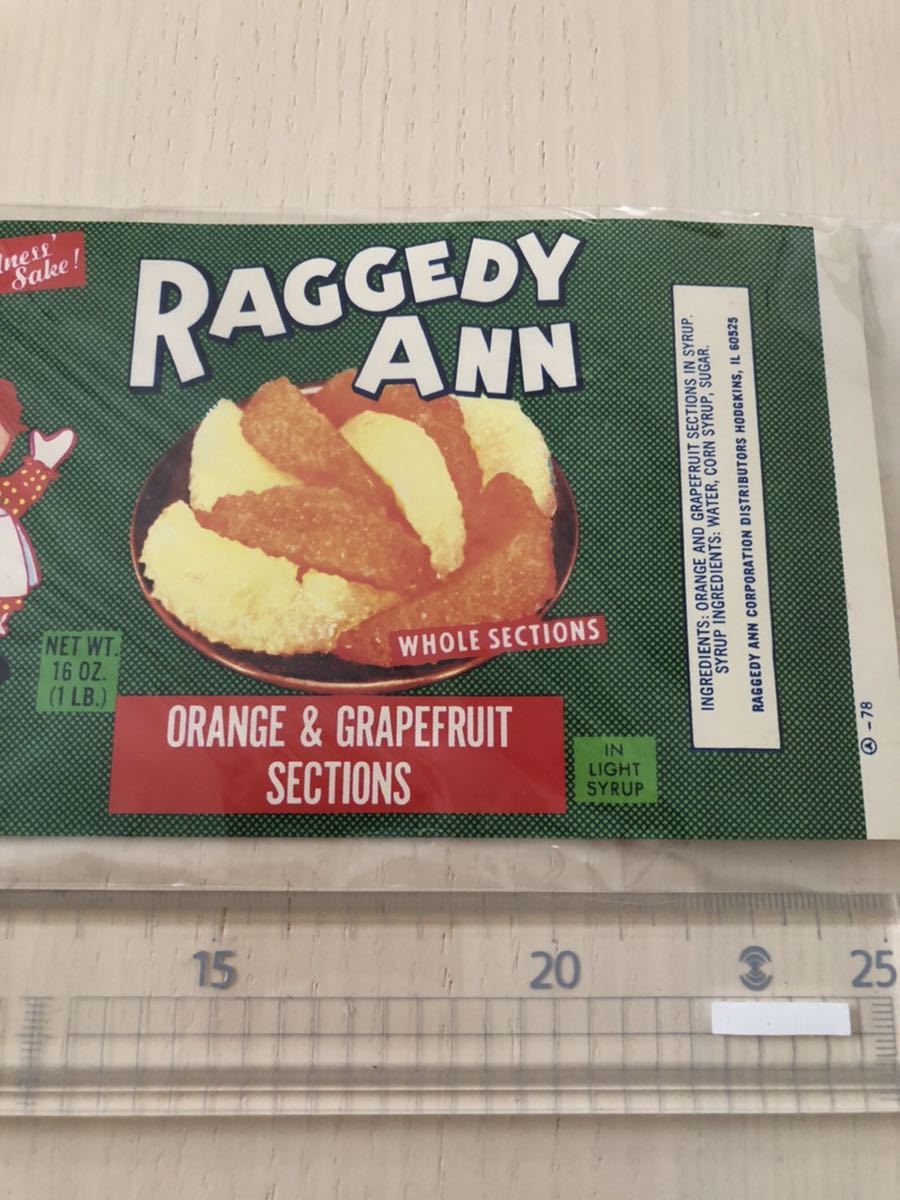 Sake!
RAGGEDY
ANN
WHOLE SECTIONS
NET WT.
16 OZ.
(1 LB.)
ORANGE & GRAPEFRUIT
SECTIONS
IN
LIGHT
SYRUP
INGREDIENTS: ORANGE AND GRAPEFRUIT SECTIONS IN SYRUP.
SYRUP INGREDIENTS: WATER, CORN SYRUP, SUGAR.
RAGGEDY ANN CORPORATION DISTRIBUTORS HODGKINS, IL 60525
Ⓐ - 78
15
20
25